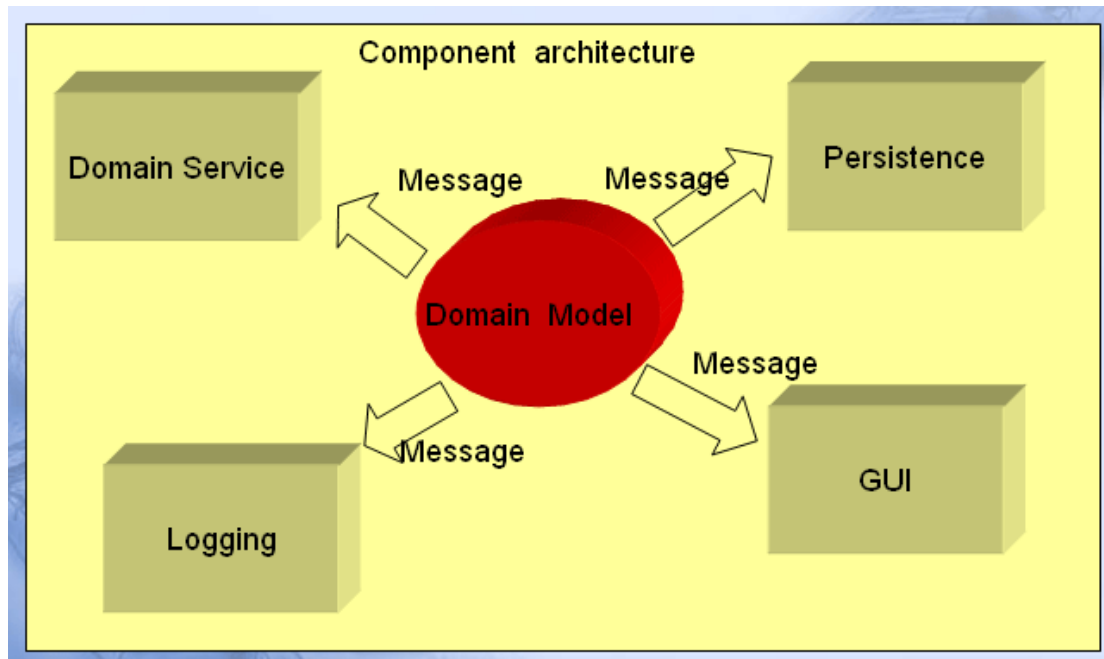 Component architecture
Domain Service
Persistence
Message
Message
Domain Model
Message
Message
GUI
Logging